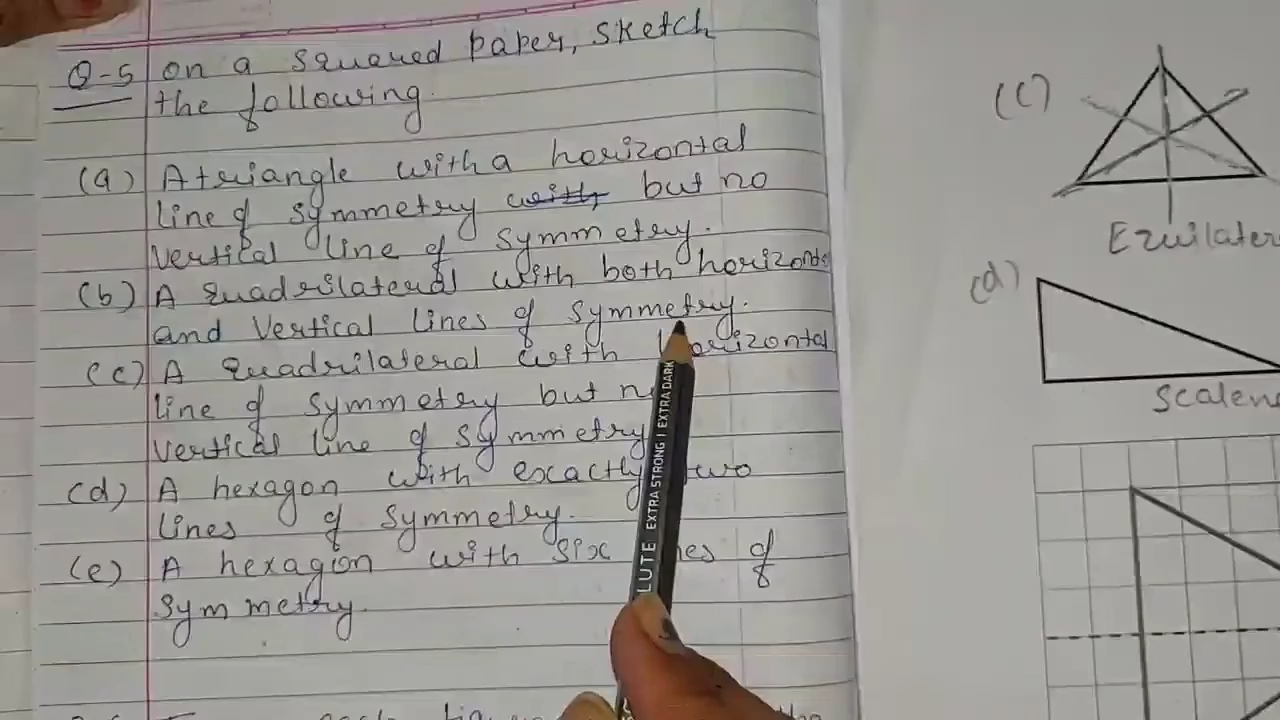 Q-5 on a squared paper, sketch
the following.
(a) A triangle with a horizontal
line of symmetry with but no
vertical line of symmetry.
(b) A quadrilateral with both horizonta
and vertical lines of symmetry.
(c) A quadrilateral with horizontal
line of symmetry but no
vertical line of symmetry
(d) A hexagon with exactly two
lines of symmetry.
(e) A hexagon with six lines of
symmetry.
(c)
(d)
LUTE EXTRA STRONG | EXTRA DARK